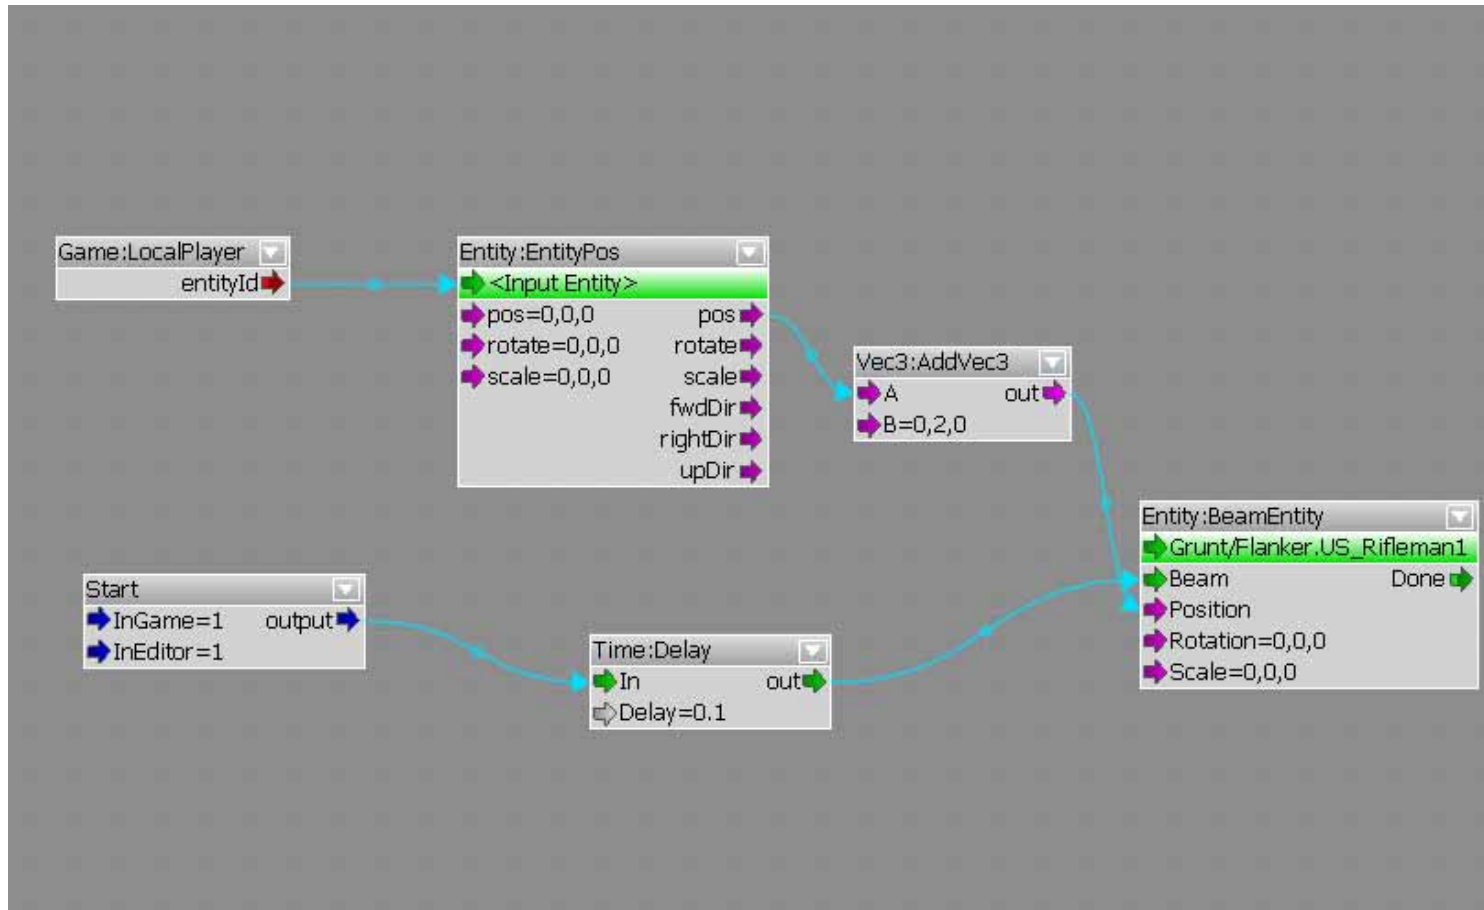 Game:LocalPlayer
entityId
Entity:EntityPos
<Input Entity>
pos=0,0,0 pos
rotate=0,0,0 rotate
scale=0,0,0 scale
fwdDir
rightDir
upDir
Vec3:AddVec3
A out
B=0,2,0
Entity:BeamEntity
Grunt/Flanker.US_Rifleman1
Beam Done
Position
Rotation=0,0,0
Scale=0,0,0
Start
InGame=1 output
InEditor=1
Time:Delay
In out
Delay=0.1